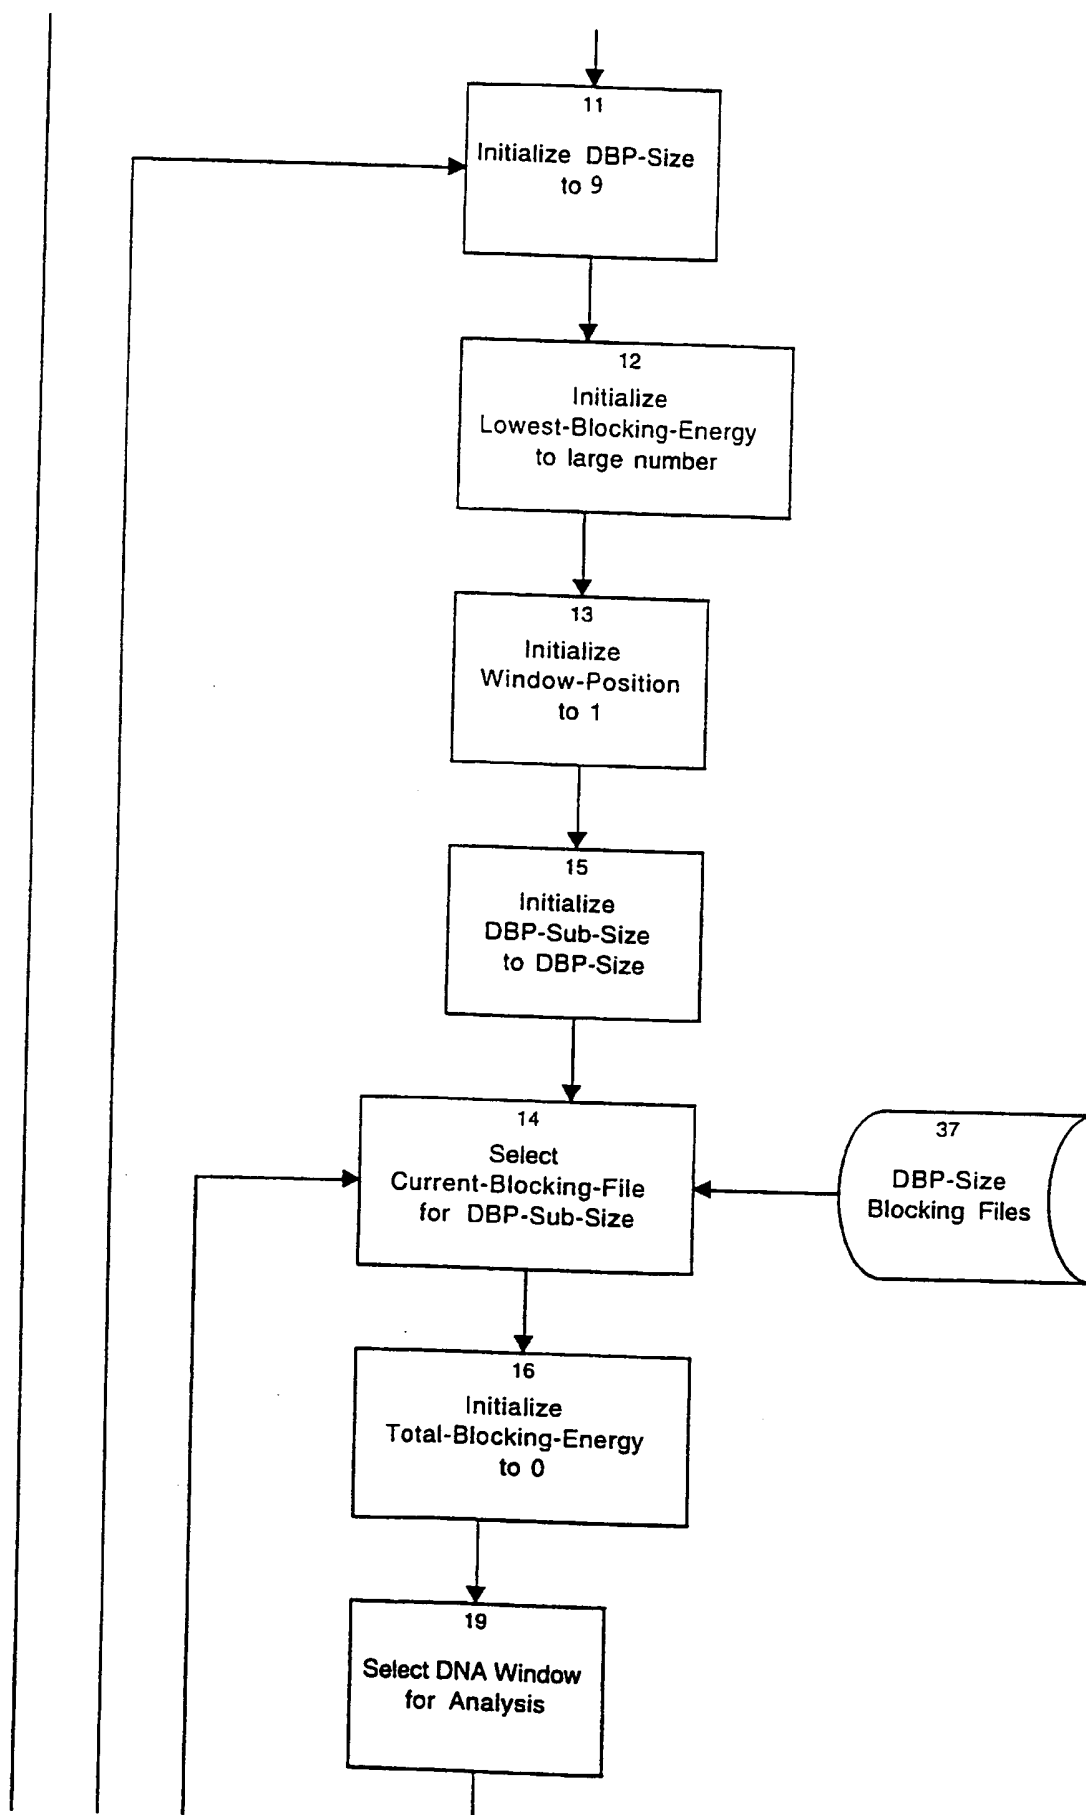 11
Initialize DBP-Size
to 9
12
Initialize
Lowest-Blocking-Energy
to large number
13
Initialize
Window-Position
to 1
15
Initialize
DBP-Sub-Size
to DBP-Size
14
Select
Current-Blocking-File
for DBP-Sub-Size
37
DBP-Size
Blocking Files
16
Initialize
Total-Blocking-Energy
to 0
19
Select DNA Window
for Analysis